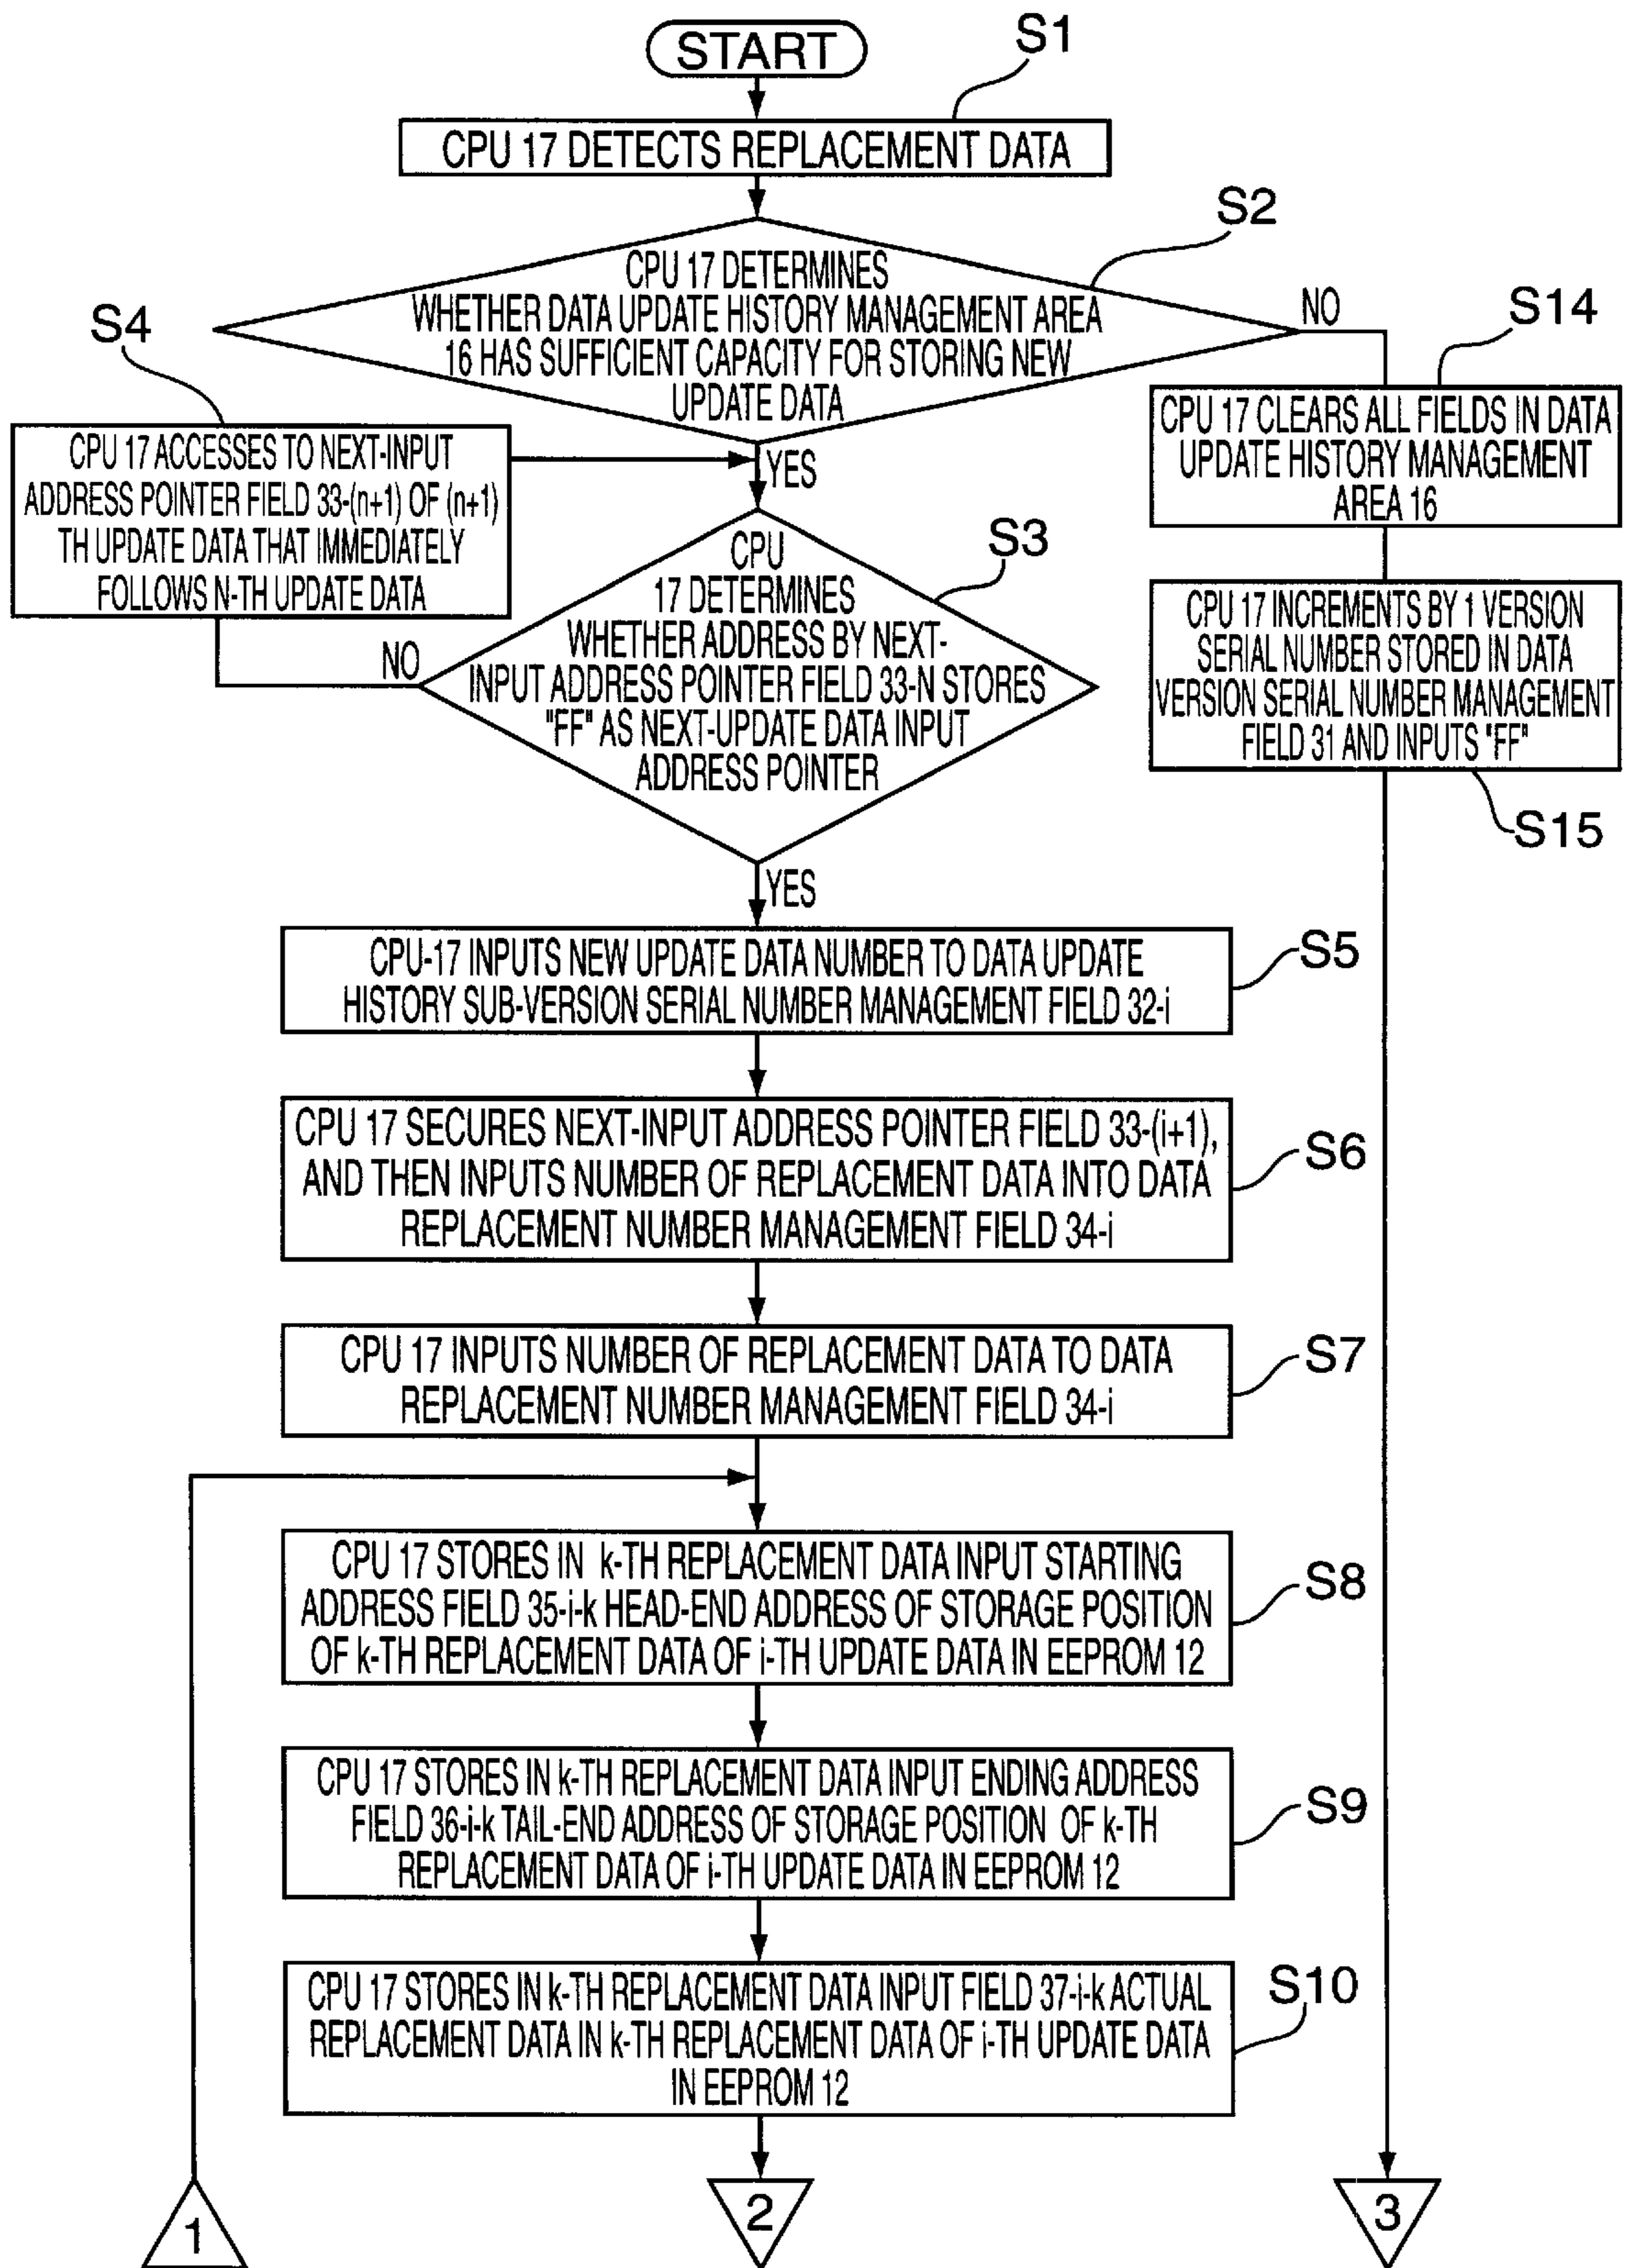 START
S1
CPU 17 DETECTS REPLACEMENT DATA
S2
CPU 17 DETERMINES
WHETHER DATA UPDATE HISTORY MANAGEMENT AREA
16 HAS SUFFICIENT CAPACITY FOR STORING NEW
UPDATE DATA
NO
YES
S14
CPU 17 CLEARS ALL FIELDS IN DATA
UPDATE HISTORY MANAGEMENT
AREA 16
S4
CPU 17 ACCESSES TO NEXT-INPUT
ADDRESS POINTER FIELD 33-(n+1) OF (n+1)
TH UPDATE DATA THAT IMMEDIATELY
FOLLOWS N-TH UPDATE DATA
S3
CPU
17 DETERMINES
WHETHER ADDRESS BY NEXT-
INPUT ADDRESS POINTER FIELD 33-N STORES
"FF" AS NEXT-UPDATE DATA INPUT
ADDRESS POINTER
NO
YES
CPU 17 INCREMENTS BY 1 VERSION
SERIAL NUMBER STORED IN DATA
VERSION SERIAL NUMBER MANAGEMENT
FIELD 31 AND INPUTS "FF"
S15
CPU-17 INPUTS NEW UPDATE DATA NUMBER TO DATA UPDATE
HISTORY SUB-VERSION SERIAL NUMBER MANAGEMENT FIELD 32-i
S5
CPU 17 SECURES NEXT-INPUT ADDRESS POINTER FIELD 33-(i+1),
AND THEN INPUTS NUMBER OF REPLACEMENT DATA INTO DATA
REPLACEMENT NUMBER MANAGEMENT FIELD 34-i
S6
CPU 17 INPUTS NUMBER OF REPLACEMENT DATA TO DATA
REPLACEMENT NUMBER MANAGEMENT FIELD 34-i
S7
CPU 17 STORES IN k-TH REPLACEMENT DATA INPUT STARTING
ADDRESS FIELD 35-i-k HEAD-END ADDRESS OF STORAGE POSITION
OF k-TH REPLACEMENT DATA OF i-TH UPDATE DATA IN EEPROM 12
S8
CPU 17 STORES IN k-TH REPLACEMENT DATA INPUT ENDING ADDRESS
FIELD 36-i-k TAIL-END ADDRESS OF STORAGE POSITION OF k-TH
REPLACEMENT DATA OF i-TH UPDATE DATA IN EEPROM 12
S9
CPU 17 STORES IN k-TH REPLACEMENT DATA INPUT FIELD 37-i-k ACTUAL
REPLACEMENT DATA IN k-TH REPLACEMENT DATA OF i-TH UPDATE DATA
IN EEPROM 12
S10
1
2
3